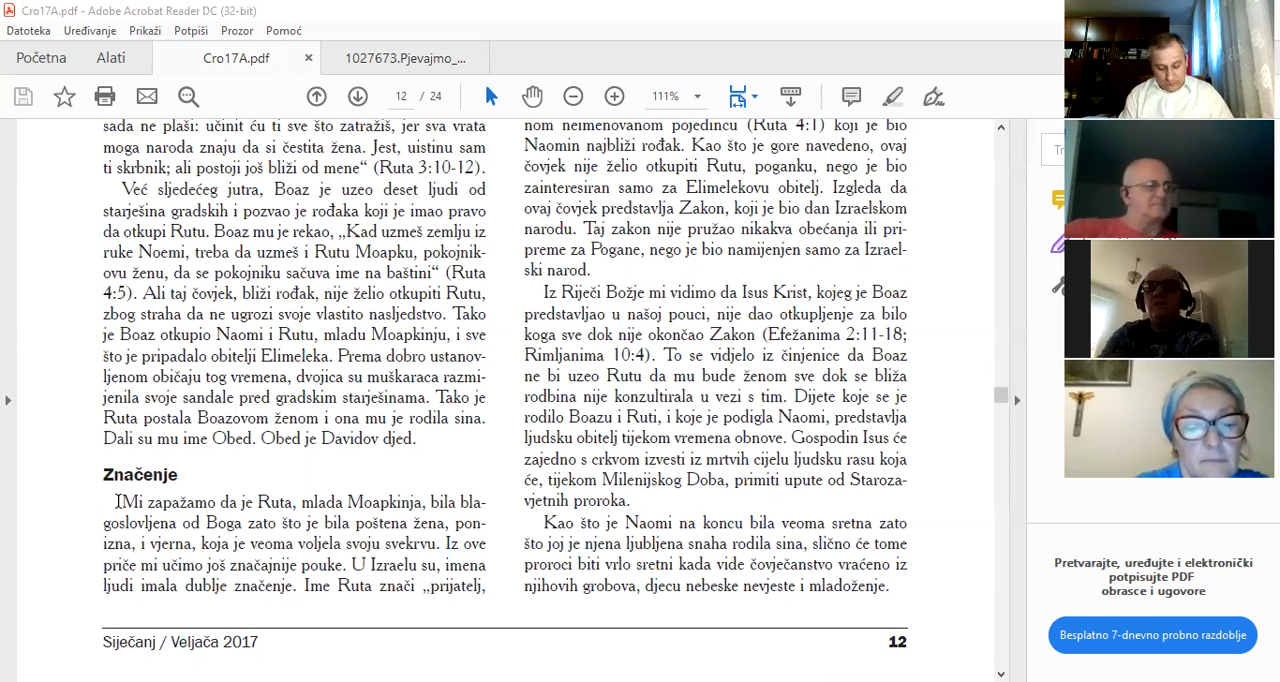 Cro17A.pdf - Adobe Acrobat Reader DC (32-bit)
Datoteka Uređivanje Prikaži Potpiši Prozor Pomoć
Početna Alati Cro17A.pdf × 1027673.Pjevajmo_...
12 / 24 111%
sada ne plaši: učinit ću ti sve što zatražiš, jer sva vrata
moga naroda znaju da si čestita žena. Jest, uistinu sam
ti skrbnik; ali postoji još bliži od mene“ (Ruta 3:10-12).
Već sljedećeg jutra, Boaz je uzeo deset ljudi od
starješina gradskih i pozvao je rođaka koji je imao pravo
da otkupi Rutu. Boaz mu je rekao, „Kad uzmeš zemlju iz
ruke Noemi, treba da uzmeš i Rutu Moapku, pokojnik-
ovu ženu, da se pokojniku sačuva ime na baštini“ (Ruta
4:5). Ali taj čovjek, bliži rođak, nije želio otkupiti Rutu,
zbog straha da ne ugrozi svoje vlastito nasljedstvo. Tako
je Boaz otkupio Naomi i Rutu, mladu Moapkinju, i sve
što je pripadalo obitelji Elimeleka. Prema dobro ustanov-
ljenom običaju tog vremena, dvojica su muškaraca razmi-
jenila svoje sandale pred gradskim starješinama. Tako je
Ruta postala Boazovom ženom i ona mu je rodila sina.
Dali su mu ime Obed. Obed je Davidov djed.
Značenje
Mi zapažamo da je Ruta, mlada Moapkinja, bila bla-
goslovljena od Boga zato što je bila poštena žena, pon-
izna, i vjerna, koja je veoma voljela svoju svekrvu. Iz ove
priče mi učimo još značajnije pouke. U Izraelu su, imena
ljudi imala dublje značenje. Ime Ruta znači „prijatelj,
nom neimenovanom pojedincu (Ruta 4:1) koji je bio
Naomin najbliži rođak. Kao što je gore navedeno, ovaj
čovjek nije želio otkupiti Rutu, poganku, nego je bio
zainteresiran samo za Elimelekovu obitelj. Izgleda da
ovaj čovjek predstavlja Zakon, koji je bio dan Izraelskom
narodu. Taj zakon nije pružao nikakva obećanja ili pri-
preme za Pogane, nego je bio namijenjen samo za Izrael-
ski narod.
Iz Riječi Božje mi vidimo da Isus Krist, kojeg je Boaz
predstavljao u našoj pouci, nije dao otkupljenje za bilo
koga sve dok nije okončao Zakon (Efežanima 2:11-18;
Rimljanima 10:4). To se vidjelo iz činjenice da Boaz
ne bi uzeo Rutu da mu bude ženom sve dok se bliža
rodbina nije konzultirala u vezi s tim. Dijete koje se je
rodilo Boazu i Ruti, i koje je podigla Naomi, predstavlja
ljudsku obitelj tijekom vremena obnove. Gospodin Isus će
zajedno s crkvom izvesti iz mrtvih cijelu ljudsku rasu koja
će, tijekom Milenijskog Doba, primiti upute od Staroza-
vjetnih proroka.
Kao što je Naomi na koncu bila veoma sretna zato
što joj je njena ljubljena snaha rodila sina, slično će tome
proroci biti vrlo sretni kada vide čovječanstvo vraćeno iz
njihovih grobova, djecu nebeske nevjeste i mladoženje.
Siječanj / Veljača 2017 12
Pretvarajte, uređujte i elektronički
potpisujte PDF
obrasce i ugovore
Besplatno 7-dnevno probno razdoblje